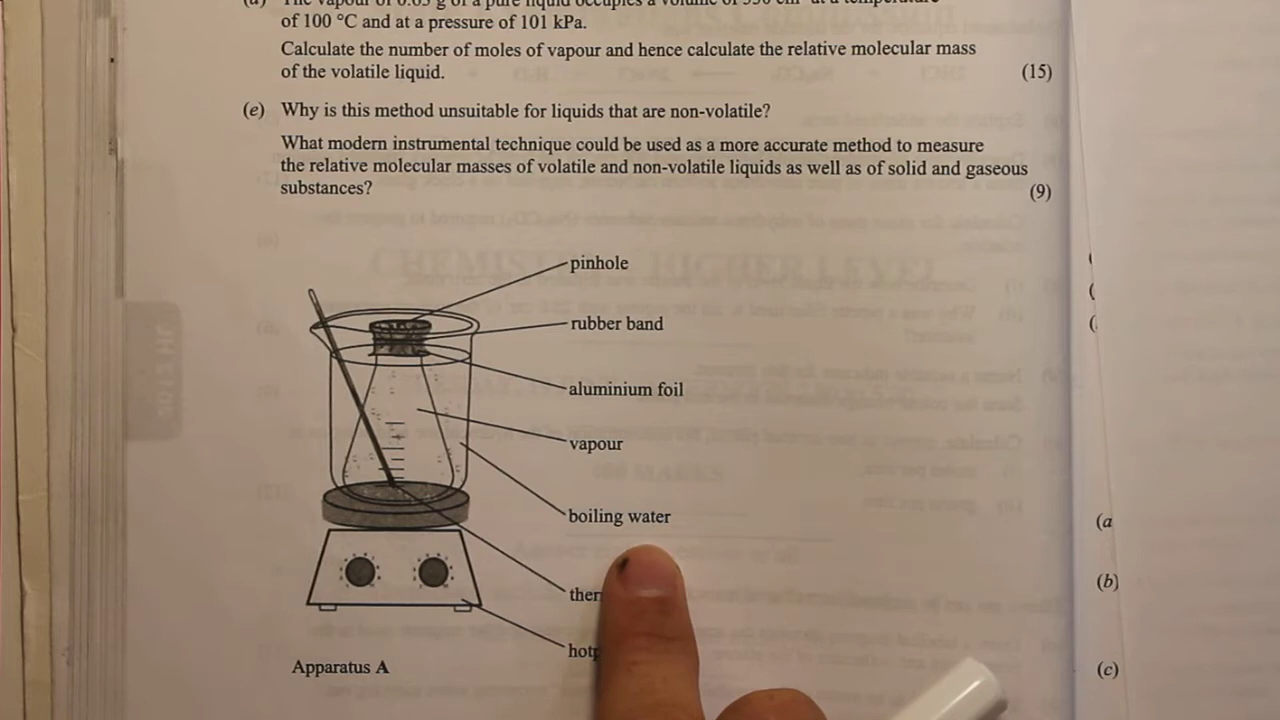 of 100 °C and at a pressure of 101 kPa.
Calculate the number of moles of vapour and hence calculate the relative molecular mass
of the volatile liquid. (15)
(e) Why is this method unsuitable for liquids that are non-volatile?
What modern instrumental technique could be used as a more accurate method to measure
the relative molecular masses of volatile and non-volatile liquids as well as of solid and gaseous
substances? (9)
pinhole
rubber band
aluminium foil
vapour
boiling water
(a
(b)
Apparatus A
(c)